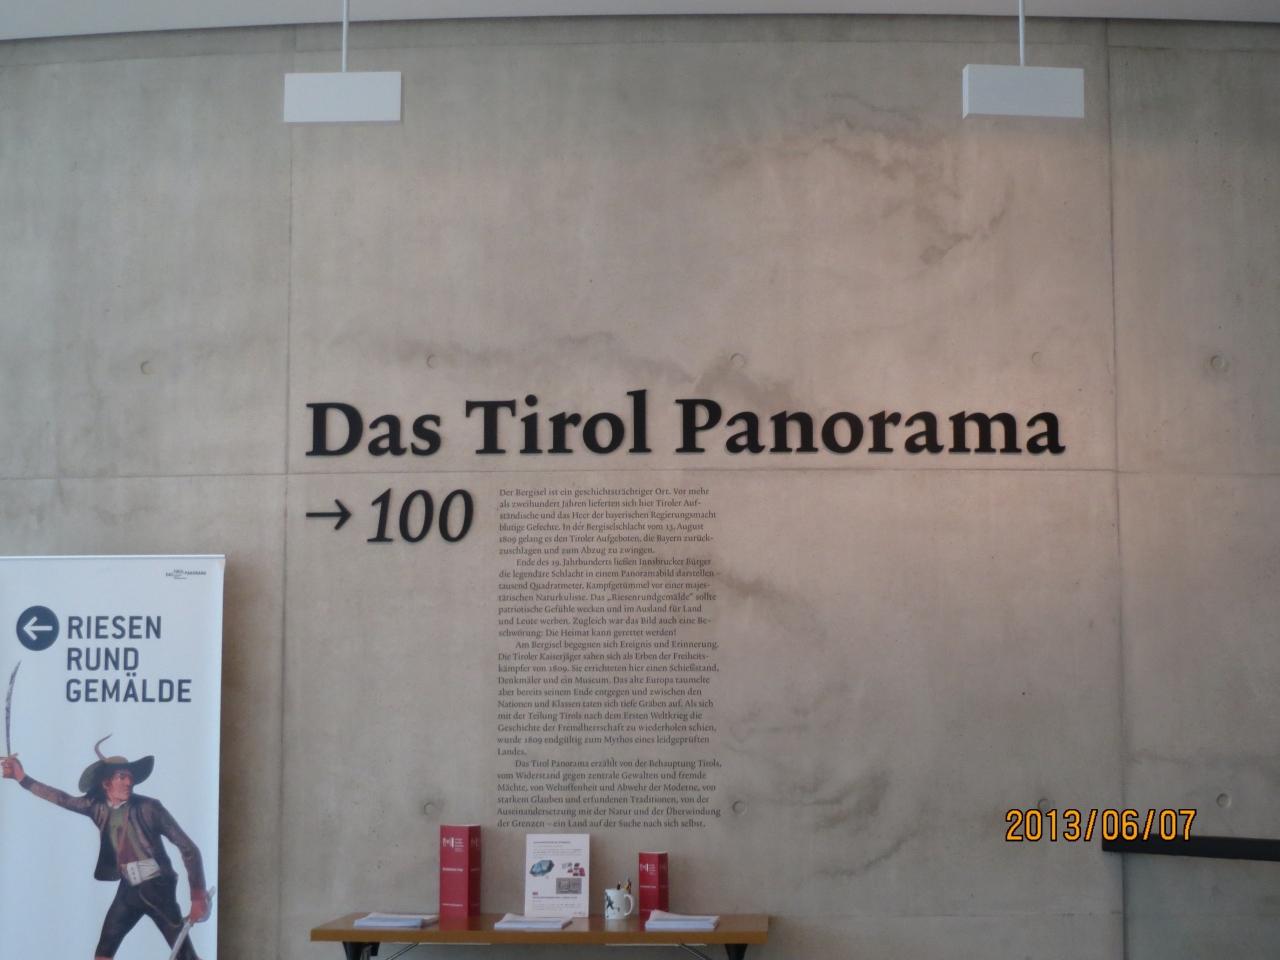 Das Tirol Panorama
→ 100
Der Bergisel ist ein geschichtsträchtiger Ort. Vor mehr
als zweihundert Jahren lieferten sich hier Tiroler Auf-
ständische und das Heer der bayerischen Regierungsmacht
blutige Gefechte. In der Bergiselschlacht vom 13. August
1809 gelang es den Tiroler Aufgeboten, die Bayern zurück-
zuschlagen und zum Abzug zu zwingen.
Ende des 19. Jahrhunderts ließen Innsbrucker Bürger
die legendäre Schlacht in einem Panoramabild darstellen –
tausend Quadratmeter, Kampfgetümmel vor einer majes-
tätischen Naturkulisse. Das „Riesenrundgemälde“ sollte
patriotische Gefühle wecken und im Ausland für Land
und Leute werben. Zugleich war das Bild auch eine Be-
schwörung: Die Heimat kann gerettet werden!
Am Bergisel begegnen sich Ereignis und Erinnerung.
Die Tiroler Kaiserjäger sahen sich als Erben der Freiheits-
kämpfer von 1809. Sie errichteten hier einen Schießstand,
Denkmäler und ein Museum. Das alte Europa taumelte
aber bereits seinem Ende entgegen und zwischen den
Nationen und Klassen taten sich tiefe Gräben auf. Als sich
mit der Teilung Tirols nach dem Ersten Weltkrieg die
Geschichte der Fremdherrschaft zu wiederholen schien,
wurde 1809 endgültig zum Mythos eines leidgeprüften
Landes.
Das Tirol Panorama erzählt von der Behauptung Tirols,
vom Widerstand gegen zentrale Gewalten und fremde
Mächte, von Weltoffenheit und Abwehr der Moderne, von
starkem Glauben und erfundenen Traditionen, von der
Auseinandersetzung mit der Natur und der Überwindung
der Grenzen – ein Land auf der Suche nach sich selbst.
RIESEN
RUND
GEMÄLDE
2013/06/07